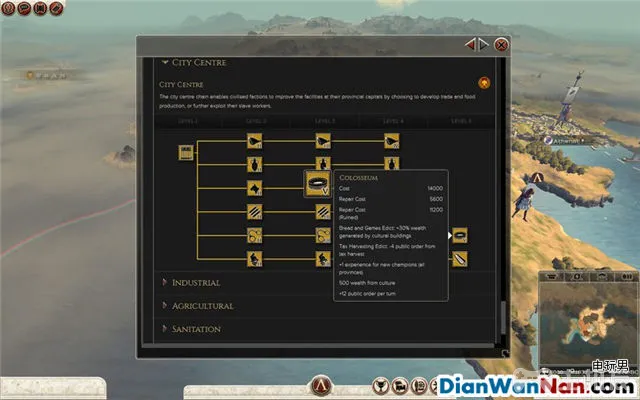 City Centre
City Centre
The city centre chain enables civilised factions to improve the facilities at their provincial capitals by choosing to develop trade and food
production, or further exploit their slave workers.
LEVEL 1 LEVEL 2 LEVEL 3 LEVEL 4 LEVEL 5
Colosseum
Cost 14000
Repair Cost 5600
Repair Cost 11200
(Ruined)
Bread and Games Edict: +30% wealth
generated by cultural buildings
Tax Harvesting Edict: -4 public order from
tax harvest
+1 experience for new champions (all
provinces)
500 wealth from culture
+12 public order per turn
V
Athenai
Industrial
Agricultural
Sanitation
电玩男
DianWanNan.com